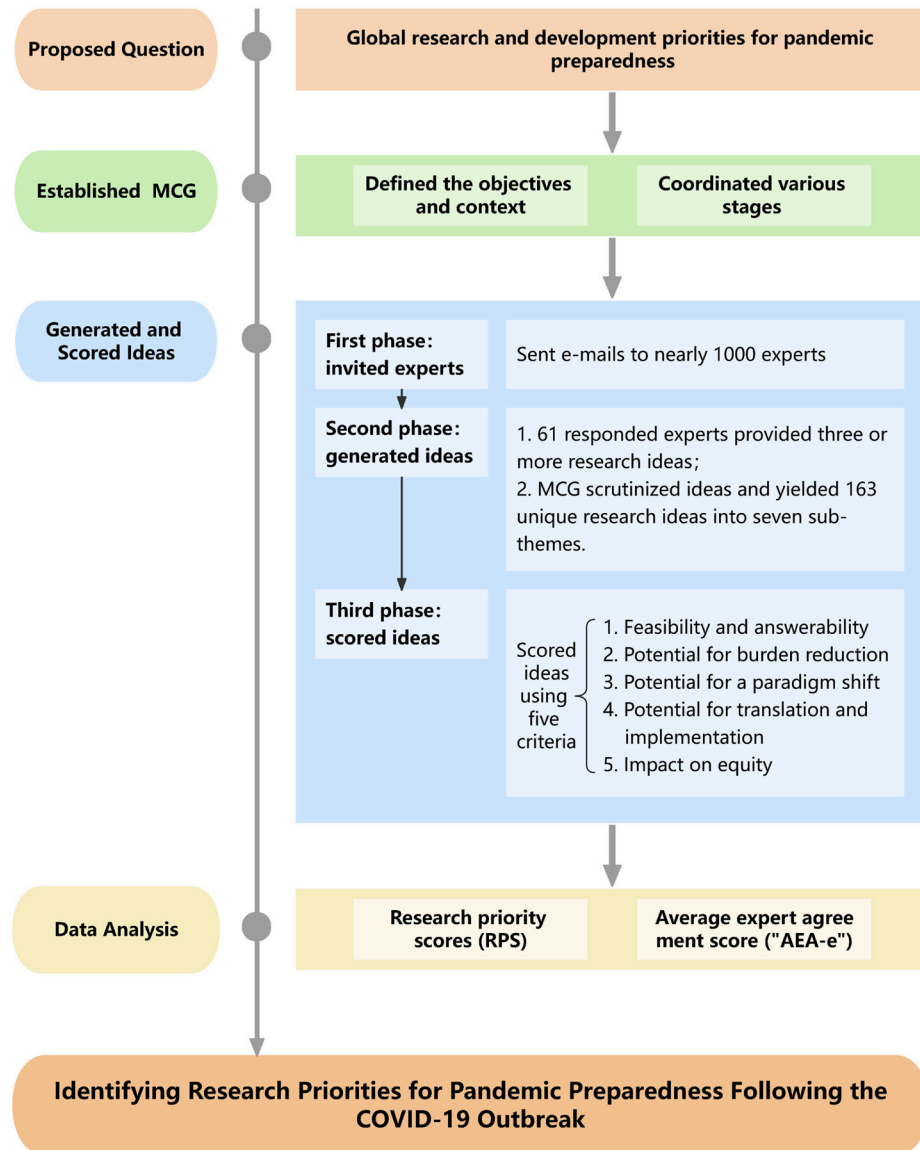 Proposed Question
Global research and development priorities for pandemic
preparedness
Established MCG
Defined the objectives
and context
Coordinated various
stages
Generated and
Scored Ideas
First phase:
invited experts
Sent e-mails to nearly 1000 experts
Second phase:
generated ideas
1. 61 responded experts provided three or
more research ideas;
2. MCG scrutinized ideas and yielded 163
unique research ideas into seven sub-
themes.
Third phase:
scored ideas
Scored
ideas
using
five
criteria
1. Feasibility and answerability
2. Potential for burden reduction
3. Potential for a paradigm shift
4. Potential for translation and
implementation
5. Impact on equity
Data Analysis
Research priority
scores (RPS)
Average expert agree
ment score ("AEA-e")
Identifying Research Priorities for Pandemic Preparedness Following the
COVID-19 Outbreak